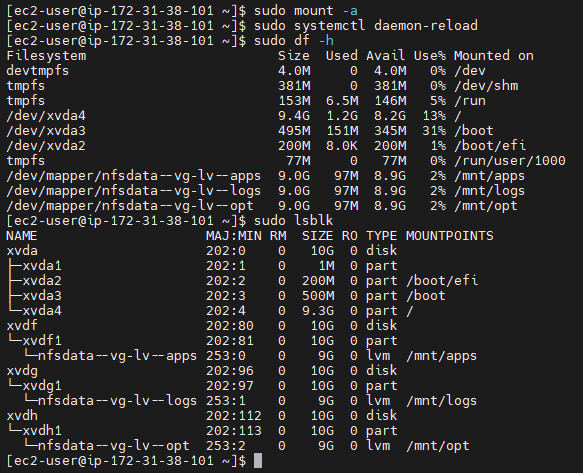 [ec2-user@ip-172-31-38-101 ~]$ sudo mount -a
[ec2-user@ip-172-31-38-101 ~]$ sudo systemctl daemon-reload
[ec2-user@ip-172-31-38-101 ~]$ sudo df -h
Filesystem                        Size  Used Avail Use% Mounted on
devtmpfs                          4.0M     0  4.0M   0% /dev
tmpfs                             381M     0  381M   0% /dev/shm
tmpfs                             153M  6.5M  146M   5% /run
/dev/xvda4                        9.4G  1.2G  8.2G  13% /
/dev/xvda3                        495M  151M  345M  31% /boot
/dev/xvda2                        200M  8.0K  200M   1% /boot/efi
tmpfs                              77M     0   77M   0% /run/user/1000
/dev/mapper/nfsdata--vg-lv--apps  9.0G   97M  8.9G   2% /mnt/apps
/dev/mapper/nfsdata--vg-lv--logs  9.0G   97M  8.9G   2% /mnt/logs
/dev/mapper/nfsdata--vg-lv--opt   9.0G   97M  8.9G   2% /mnt/opt
[ec2-user@ip-172-31-38-101 ~]$ sudo lsblk
NAME                     MAJ:MIN RM  SIZE RO TYPE MOUNTPOINTS
xvda                     202:0    0   10G  0 disk
├─xvda1                  202:1    0    1M  0 part
├─xvda2                  202:2    0  200M  0 part /boot/efi
├─xvda3                  202:3    0  500M  0 part /boot
└─xvda4                  202:4    0  9.3G  0 part /
xvdf                     202:80   0   10G  0 disk
└─xvdf1                  202:81   0   10G  0 part
  └─nfsdata--vg-lv--apps 253:0    0    9G  0 lvm  /mnt/apps
xvdg                     202:96   0   10G  0 disk
└─xvdg1                  202:97   0   10G  0 part
  └─nfsdata--vg-lv--logs 253:1    0    9G  0 lvm  /mnt/logs
xvdh                     202:112  0   10G  0 disk
└─xvdh1                  202:113  0   10G  0 part
  └─nfsdata--vg-lv--opt  253:2    0    9G  0 lvm  /mnt/opt
[ec2-user@ip-172-31-38-101 ~]$